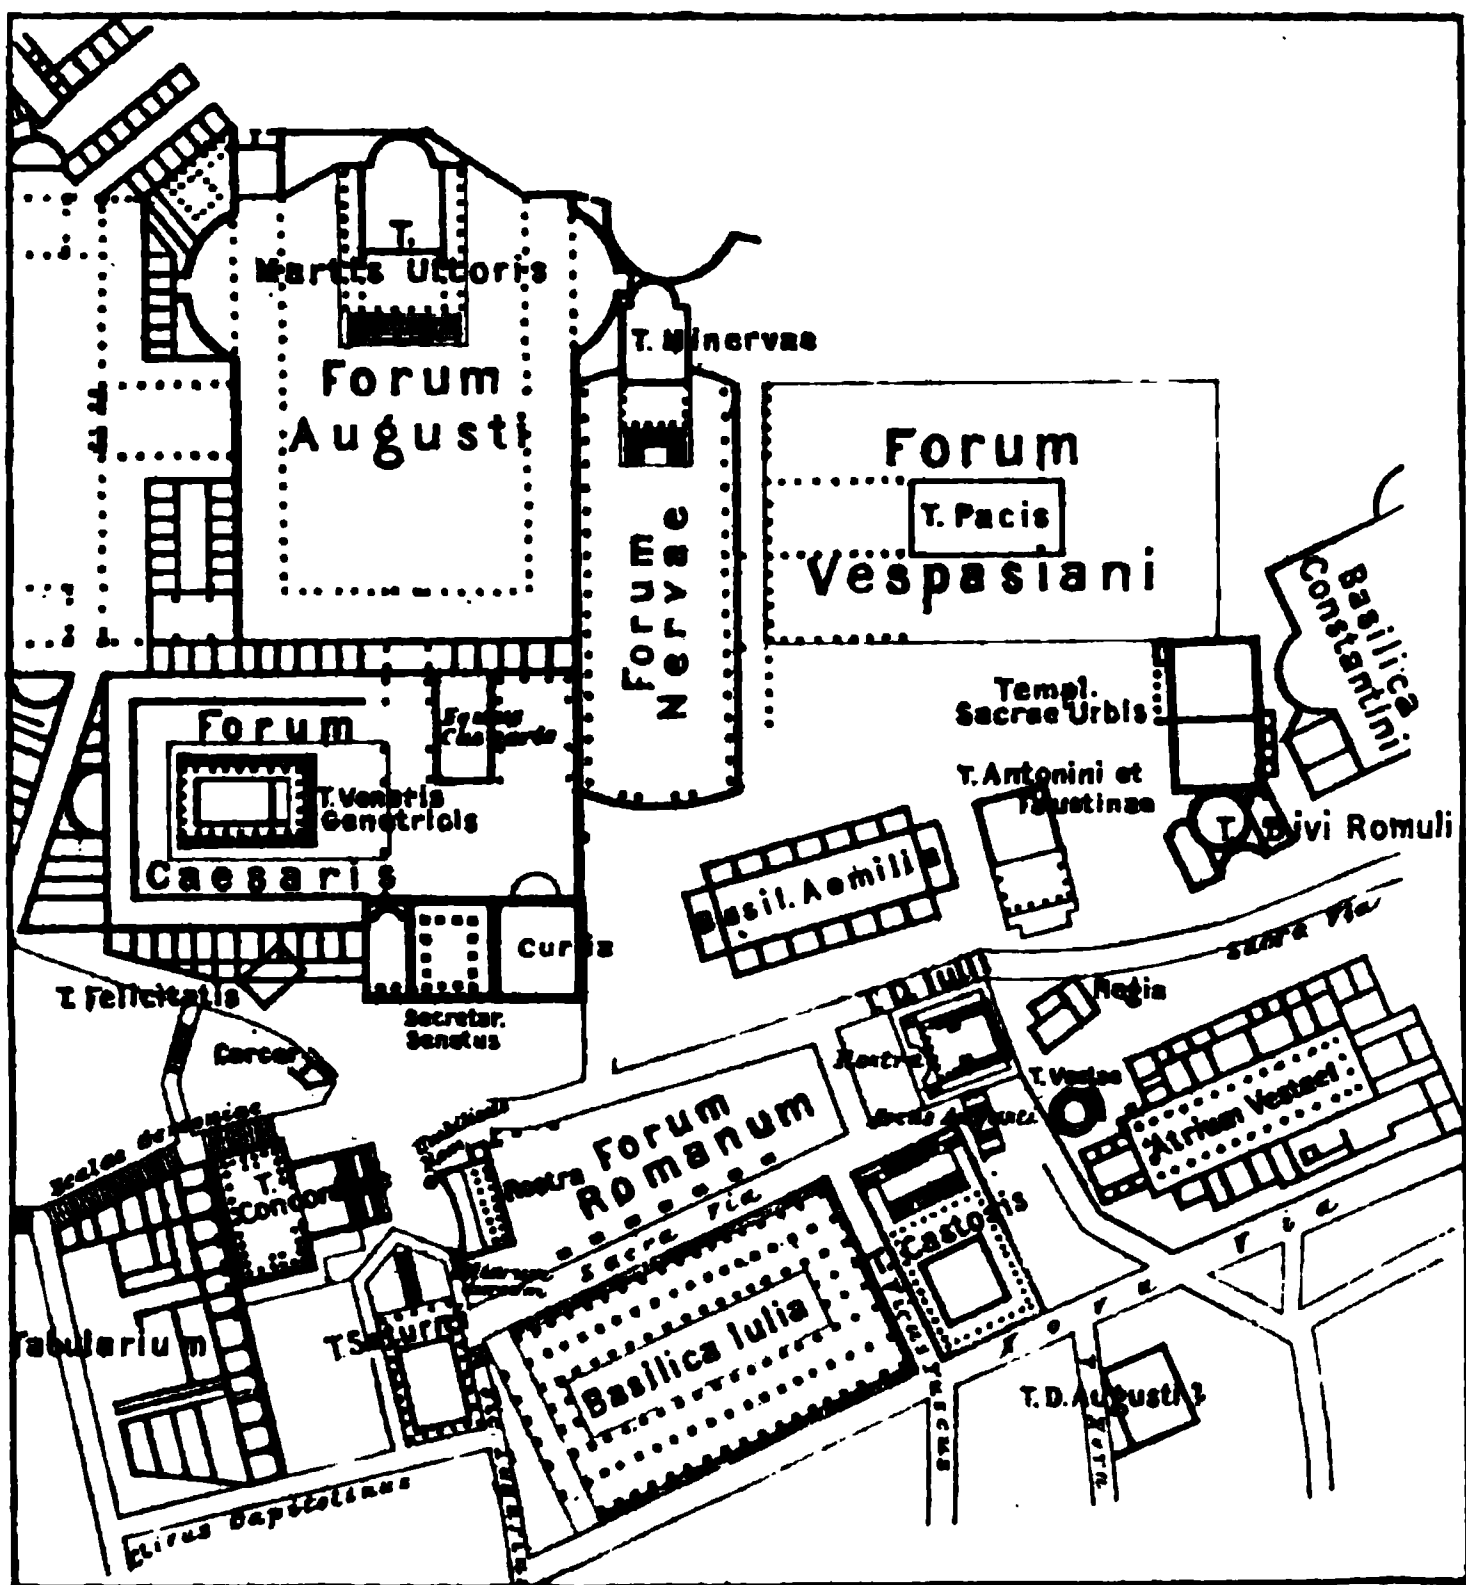 T.
Martis Ultoris
Forum
Augusti
T. Minervae
Forum
Nervae
Forum
T. Pacis
Vespasiani
Basilica
Constantini
Templ.
Sacrae Urbis
T. Antonini et
Faustinae
T. Divi Romuli
Forum
T. Veneris
Genetricis
Caesaris
Basil. Aemilia
Curia
Secretar.
Senatus
T. Felicitatis
Carcer
Sacra Via
Regia
Rostra
T. Vestae
Atrium Vestae
Forum
Romanum
Sacra Via
Rostra
T.
Concordiae
Tabularium
T. Saturni
Basilica Iulia
Castoris
Vicus Tuscus
Nova Via
T. D. Augusti ?
Clivus Capitolinus